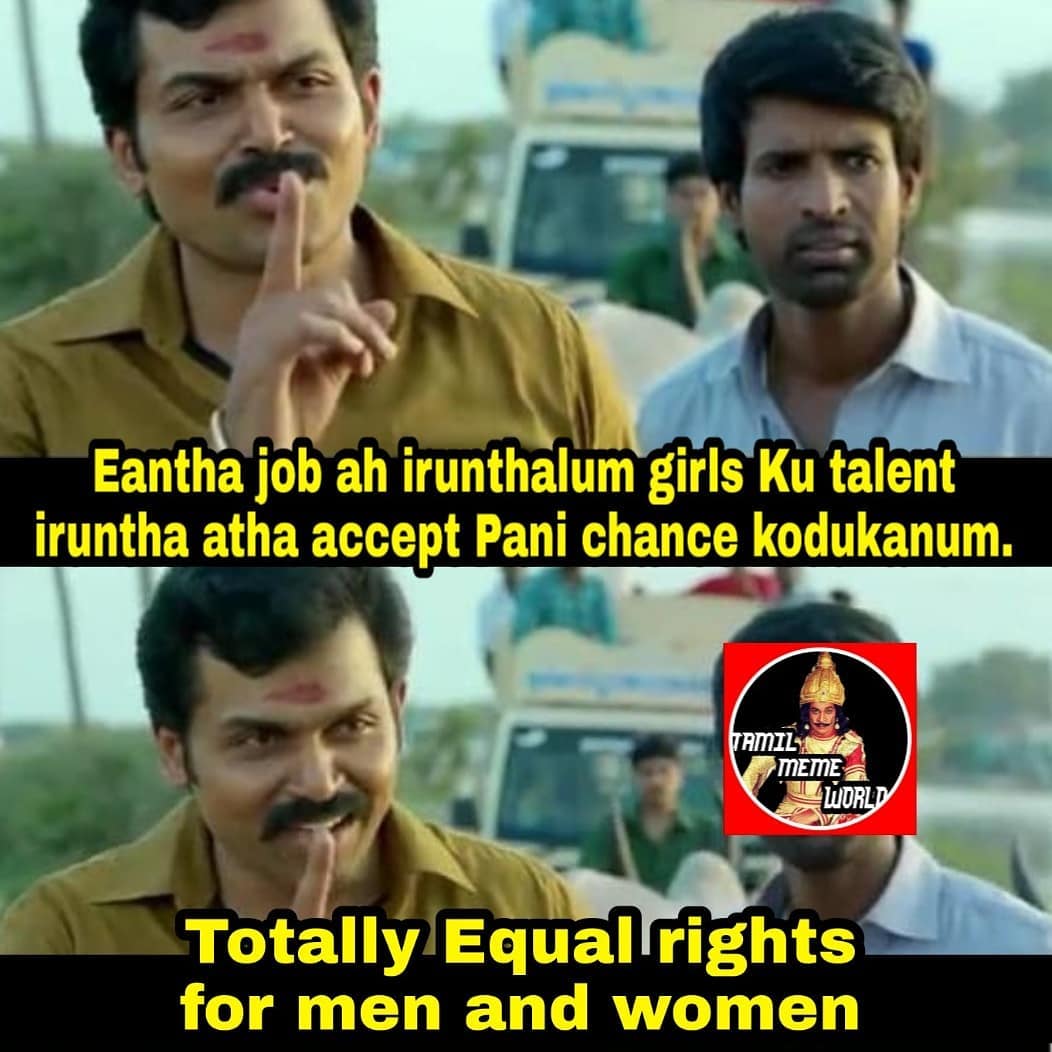 Eantha job ah irunthalum girls Ku talent
iruntha atha accept Pani chance kodukanum.
TAMIL
MEME
WORLD
Totally Equal rights
for men and women